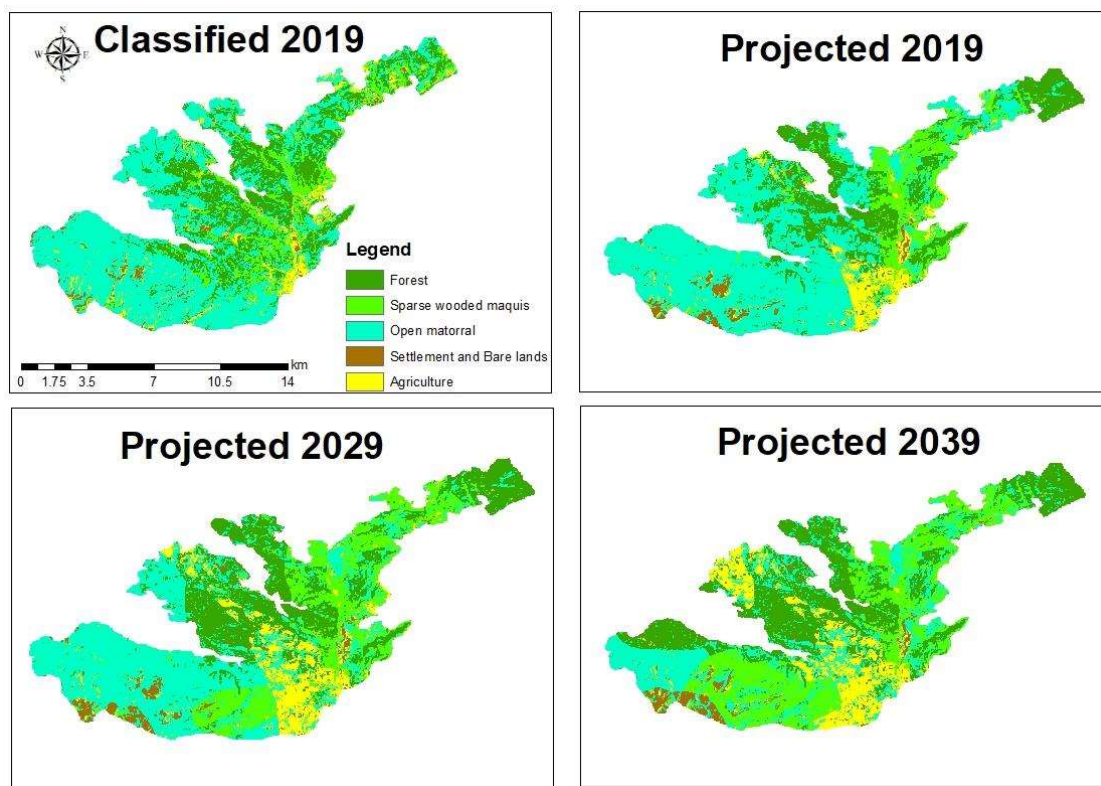 Classified 2019
N
W E
S
Legend
Forest
Sparse wooded maquis
Open matorral
Settlement and Bare lands
Agriculture
km
0 1.75 3.5 7 10.5 14
Projected 2019
Projected 2029
Projected 2039